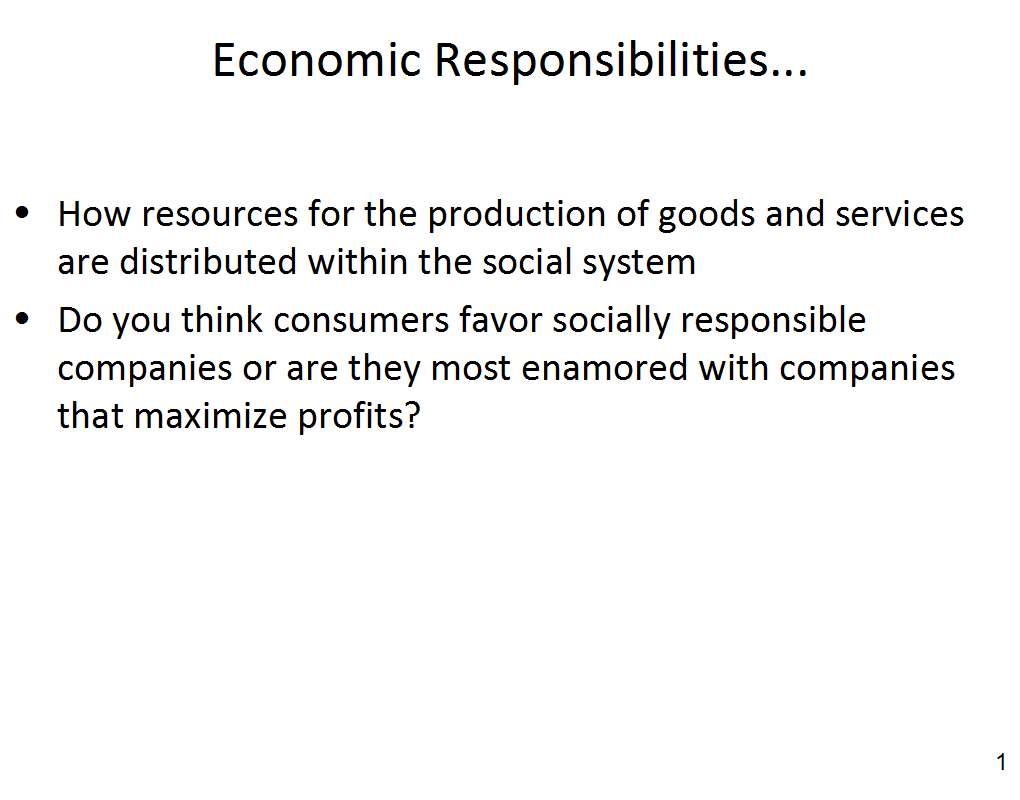 Economic Responsibilities...
• How resources for the production of goods and services
are distributed within the social system
• Do you think consumers favor socially responsible
companies or are they most enamored with companies
that maximize profits?
1